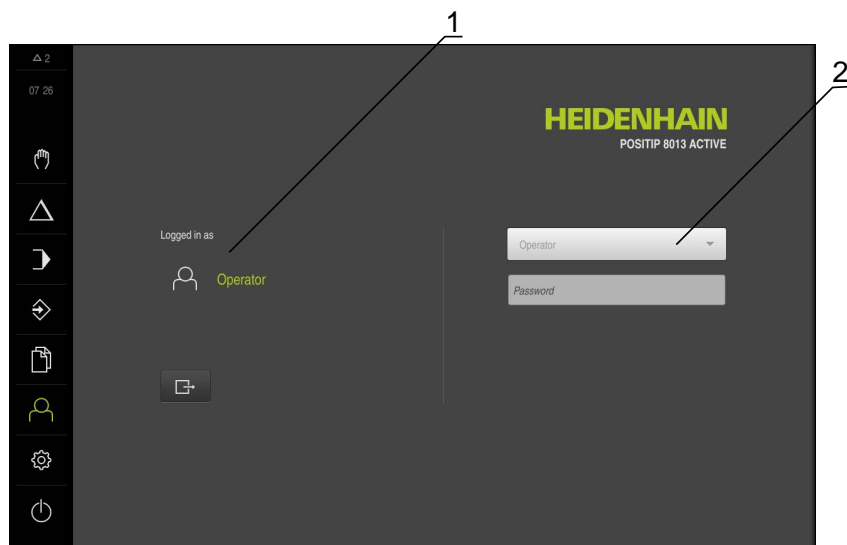 1
2
△ 2
07 26
HEIDENHAIN
POSITIP 8013 ACTIVE
Logged in as
Operator
Operator
Password